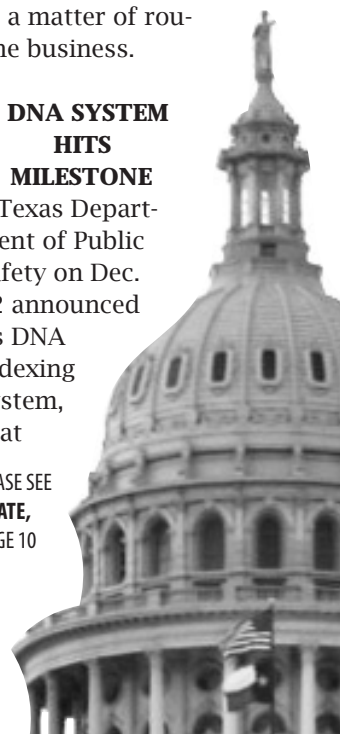 a matter of rou-
ne business.
DNA SYSTEM
HITS
MILESTONE
Texas Depart-
ent of Public
fety on Dec.
2 announced
s DNA
dexing
stem,
at
ASE SEE
ATE,
GE 10